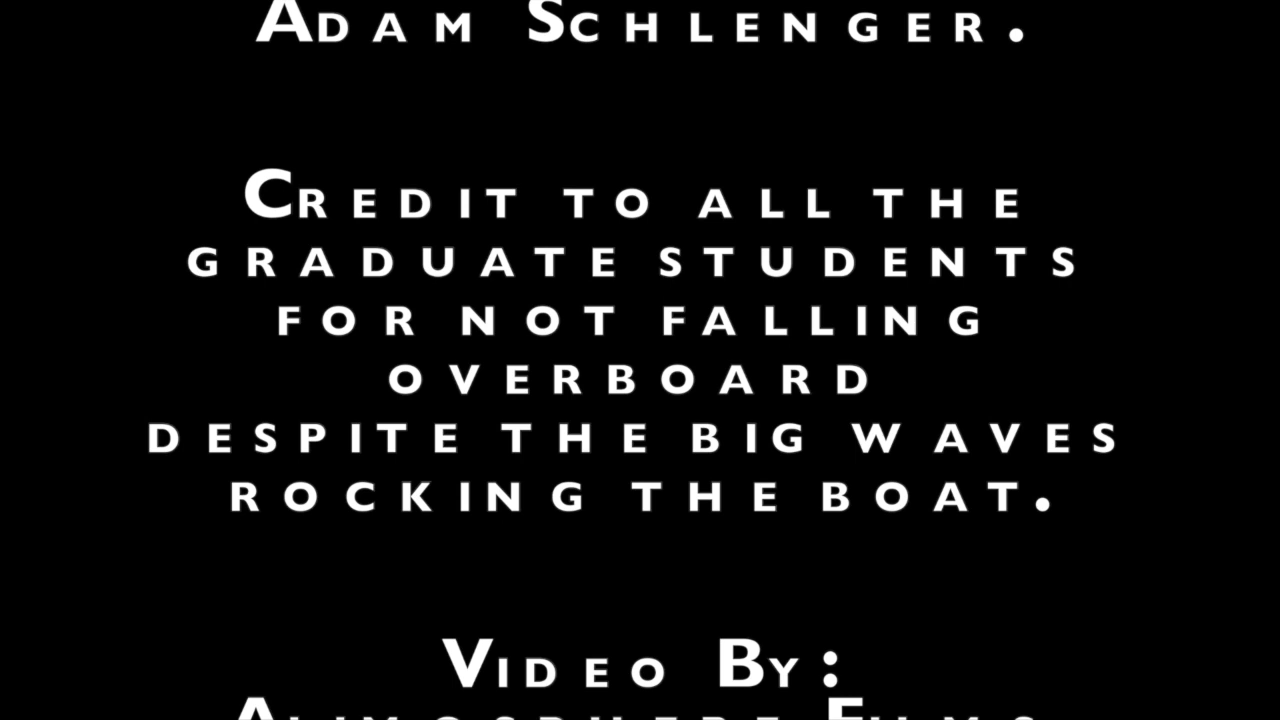 Adam Schlenger.
Credit to all the
graduate students
for not falling
overboard
despite the big waves
rocking the boat.
Video By: